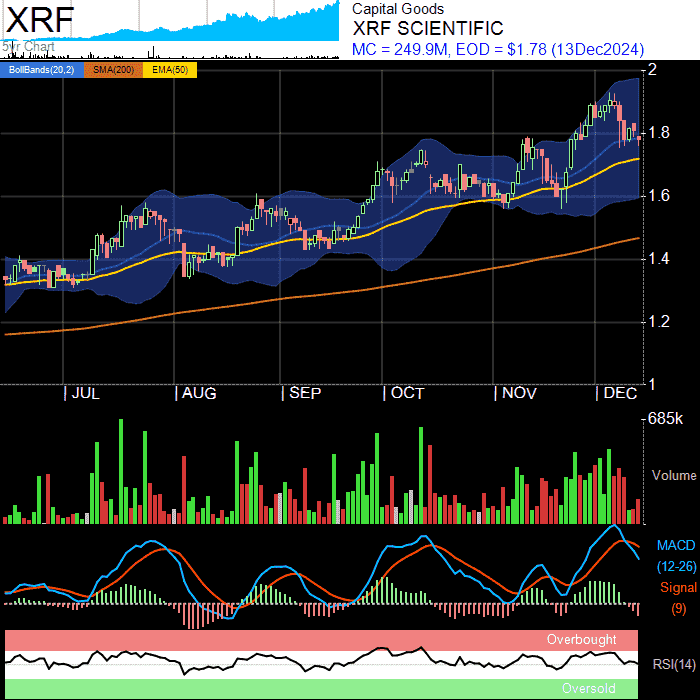 XRF
5yr Chart
Capital Goods
XRF SCIENTIFIC
MC = 249.9M, EOD = $1.78 (13Dec2024)
BollBands(20,2) SMA(200) EMA(50)
2
1.8
1.6
1.4
1.2
1
JUL AUG SEP OCT NOV DEC
685k
Volume
MACD
(12-26)
Signal
(9)
Overbought
RSI(14)
Oversold